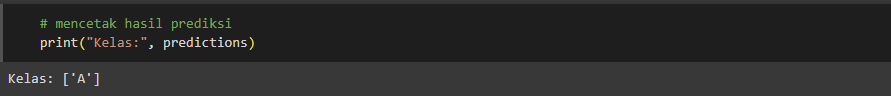 # mencetak hasil prediksi
print("Kelas:", predictions)
Kelas: ['A']